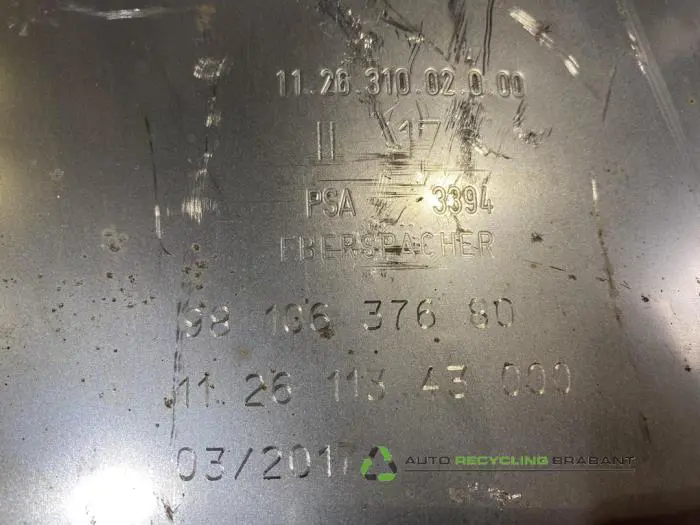 11.26.310.02.0.00
II 17
PSA 3394
EBERSPÄCHER
98 106 376 80
11.26 113 43 000
03/2017
AUTO RECYCLING BRABANT